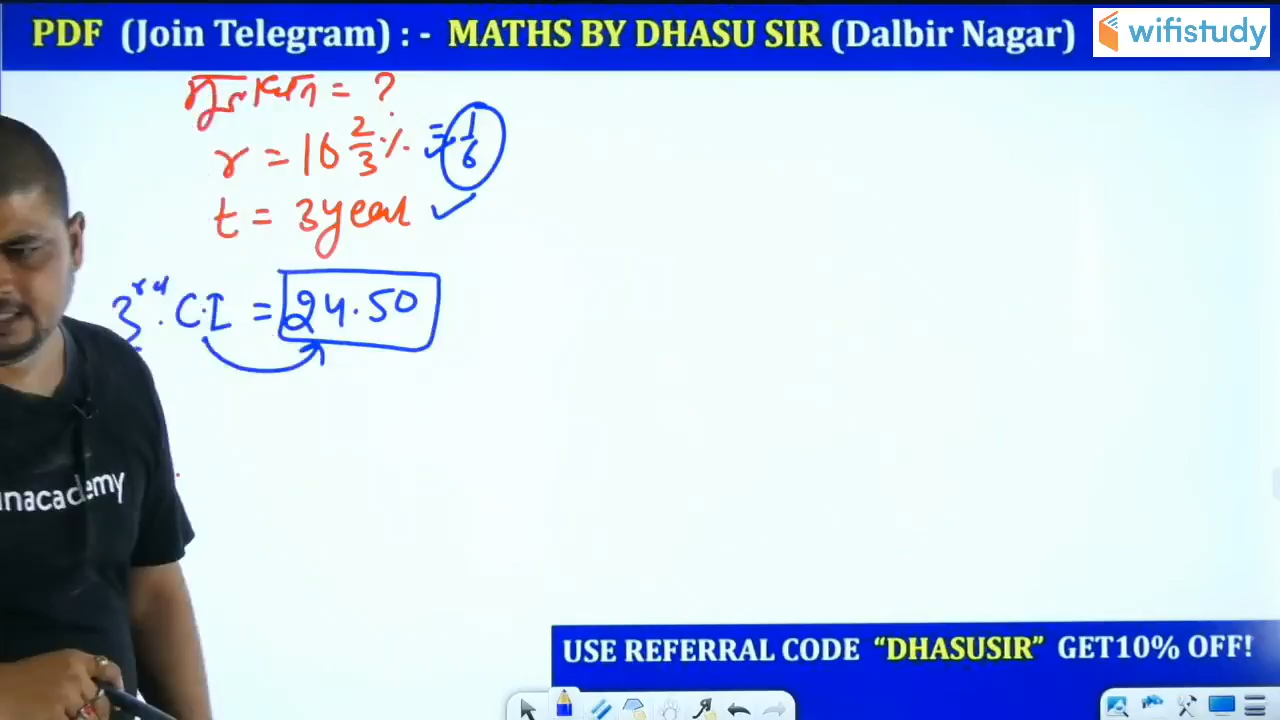 PDF (Join Telegram) : - MATHS BY DHASU SIR (Dalbir Nagar)
wifistudy
मूलधन = ?
r = 16 2/3 % = 1/6
t = 3 year
3rd C.I = 24.50
unacademy
USE REFERRAL CODE “DHASUSIR” GET10% OFF!